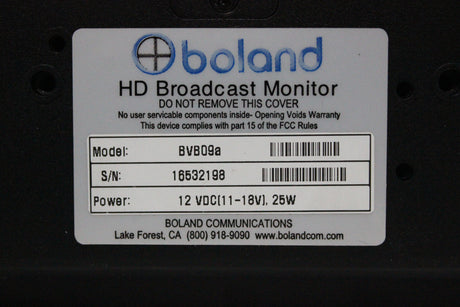 boland
HD Broadcast Monitor
DO NOT REMOVE THIS COVER
No user servicable components inside- Opening Voids Warranty
This device complies with part 15 of the FCC Rules
Model: BVB09a
S/N: 16532198
Power: 12 VDC(11-18V), 25W
BOLAND COMMUNICATIONS
Lake Forest, CA (800) 918-9090 www.bolandcom.com